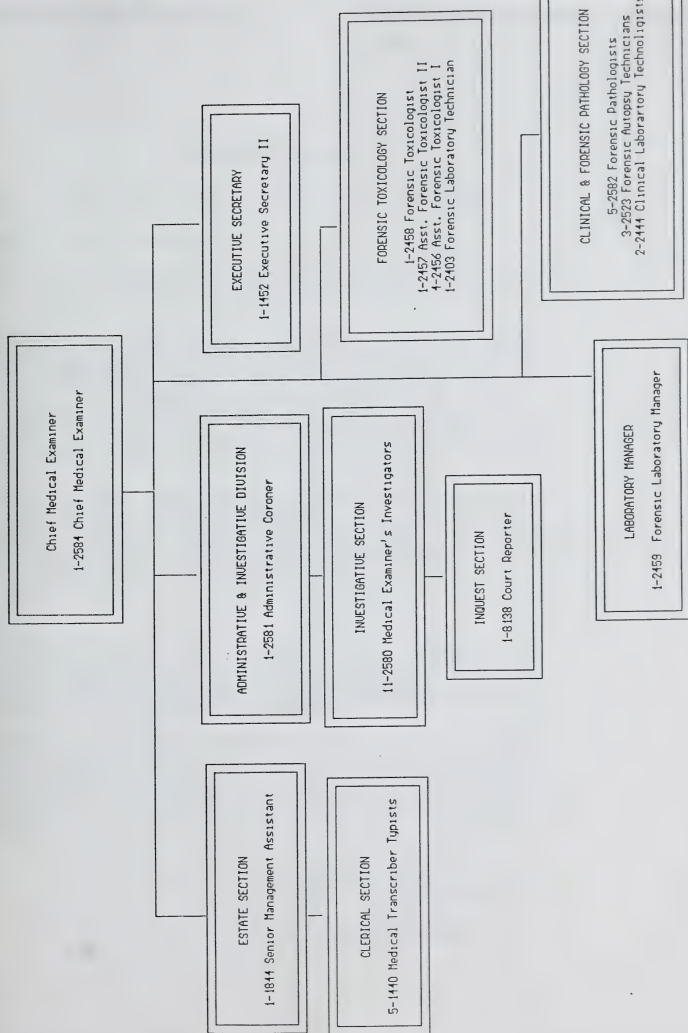 Chief Medical Examiner
1-2584 Chief Medical Examiner
ESTATE SECTION
1-1844 Senior Management Assistant
CLERICAL SECTION
5-1440 Medical Transcriber Typists
ADMINISTRATIVE & INVESTIGATIVE DIVISION
1-2581 Administrative Coroner
INVESTIGATIVE SECTION
11-2580 Medical Examiner's Investigators
INQUEST SECTION
1-8138 Court Reporter
EXECUTIVE SECRETARY
1-1452 Executive Secretary II
FORENSIC TOXICOLOGY SECTION
1-2458 Forensic Toxicologist
1-2457 Asst. Forensic Toxicologist II
4-2456 Asst. Forensic Toxicologist I
1-2403 Forensic Laboratory Technician
CLINICAL & FORENSIC PATHOLOGY SECTION
5-2582 Forensic Pathologists
3-2523 Forensic Autopsy Technicians
2-2444 Clinical Laborartory Technoligists
LABORATORY MANAGER
1-2459 Forensic Laboratory Manager